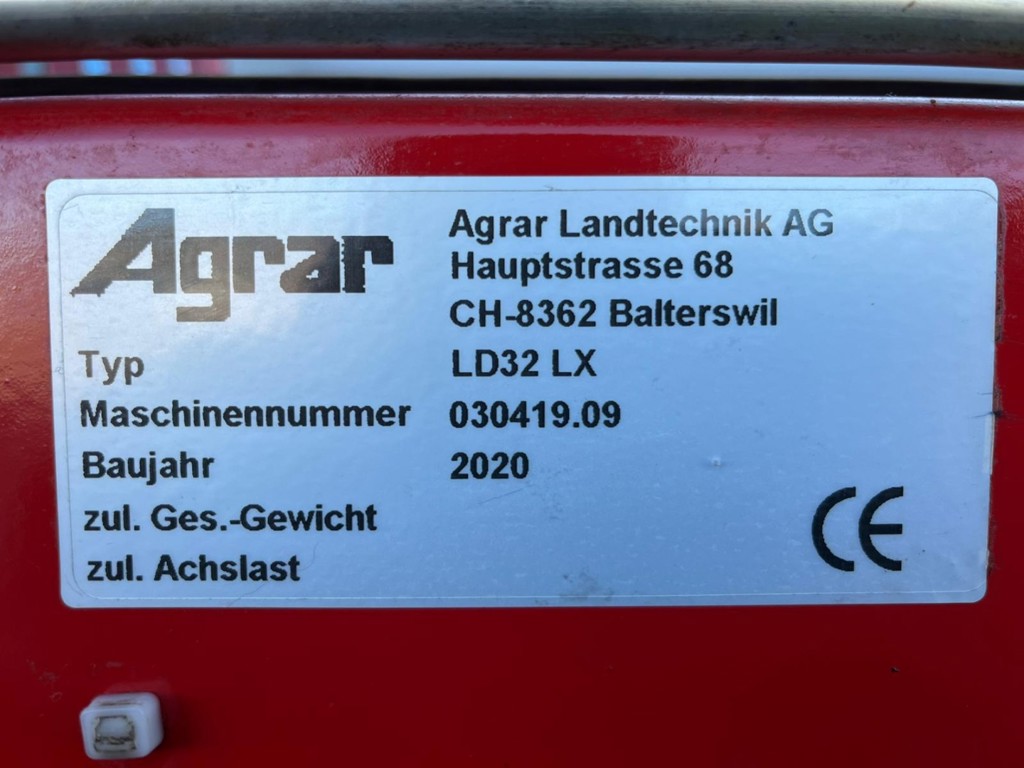 Agrar
Agrar Landtechnik AG
Hauptstrasse 68
CH-8362 Balterswil
Typ LD32 LX
Maschinennummer 030419.09
Baujahr 2020
zul. Ges.-Gewicht
zul. Achslast
CE